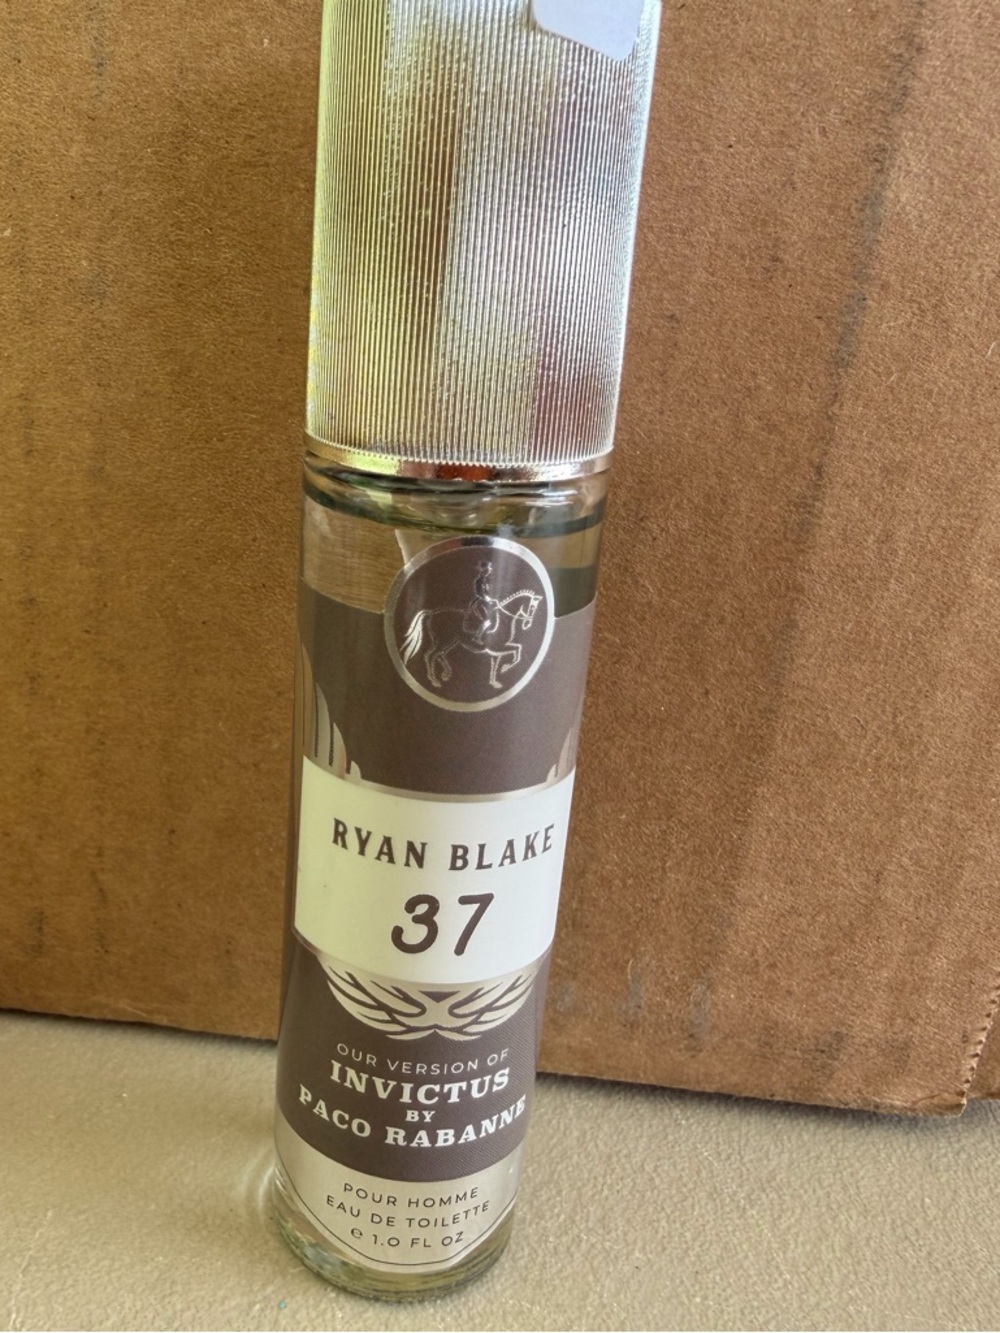 RYAN BLAKE
37
OUR VERSION OF
INVICTUS
BY
PACO RABANNE
POUR HOMME
EAU DE TOILETTE
℮ 1.0 FL OZ